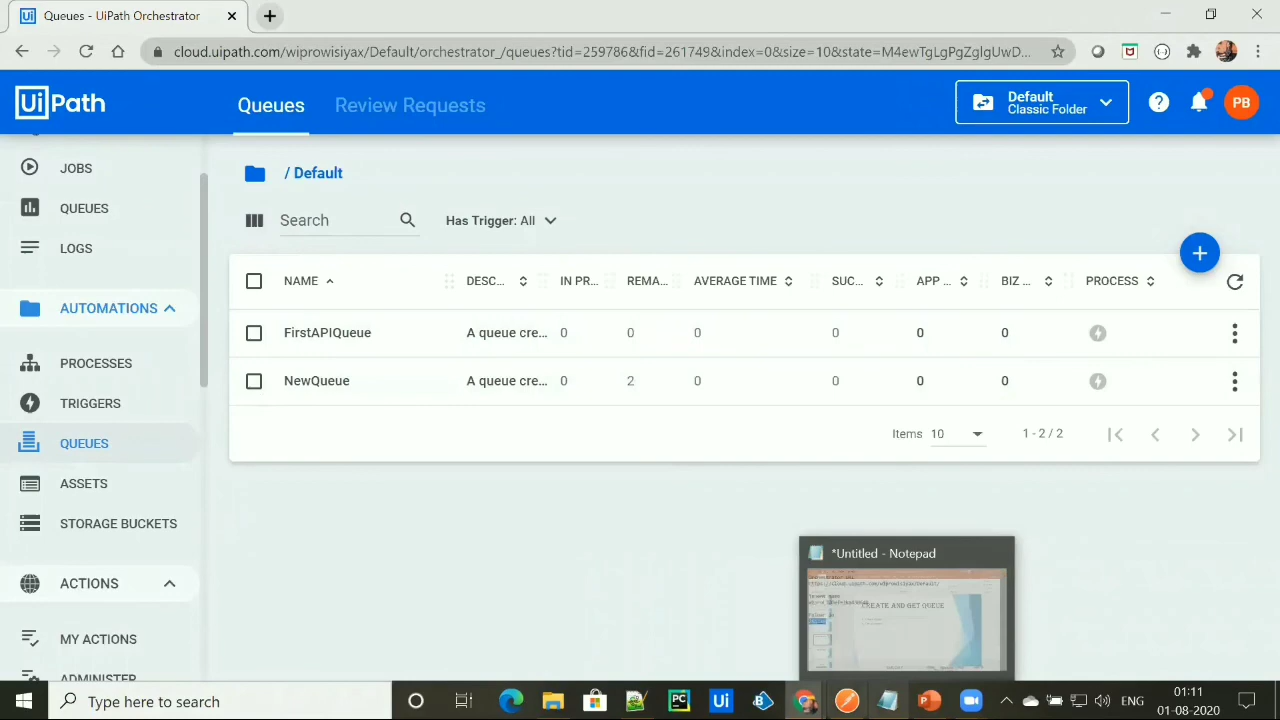 Queues - UiPath Orchestrator
cloud.uipath.com/wiprowisiyax/Default/orchestrator_/queues?tid=259786&fid=261749&index=0&size=10&state=M4ewTgLgPgZglgUwD...
UiPath
Queues
Review Requests
Default
Classic Folder
PB
JOBS
QUEUES
LOGS
AUTOMATIONS
PROCESSES
TRIGGERS
QUEUES
ASSETS
STORAGE BUCKETS
ACTIONS
MY ACTIONS
ADMINISTER
/ Default
Search
Has Trigger: All
NAME DESC... IN PR... REMA... AVERAGE TIME SUC... APP ... BIZ ... PROCESS
FirstAPIQueue A queue cre... 0 0 0 0 0 0
NewQueue A queue cre... 0 2 0 0 0 0
Items 10 1 - 2 / 2
*Untitled - Notepad
CREATE AND GET QUEUE
Type here to search
ENG
01:11
01-08-2020